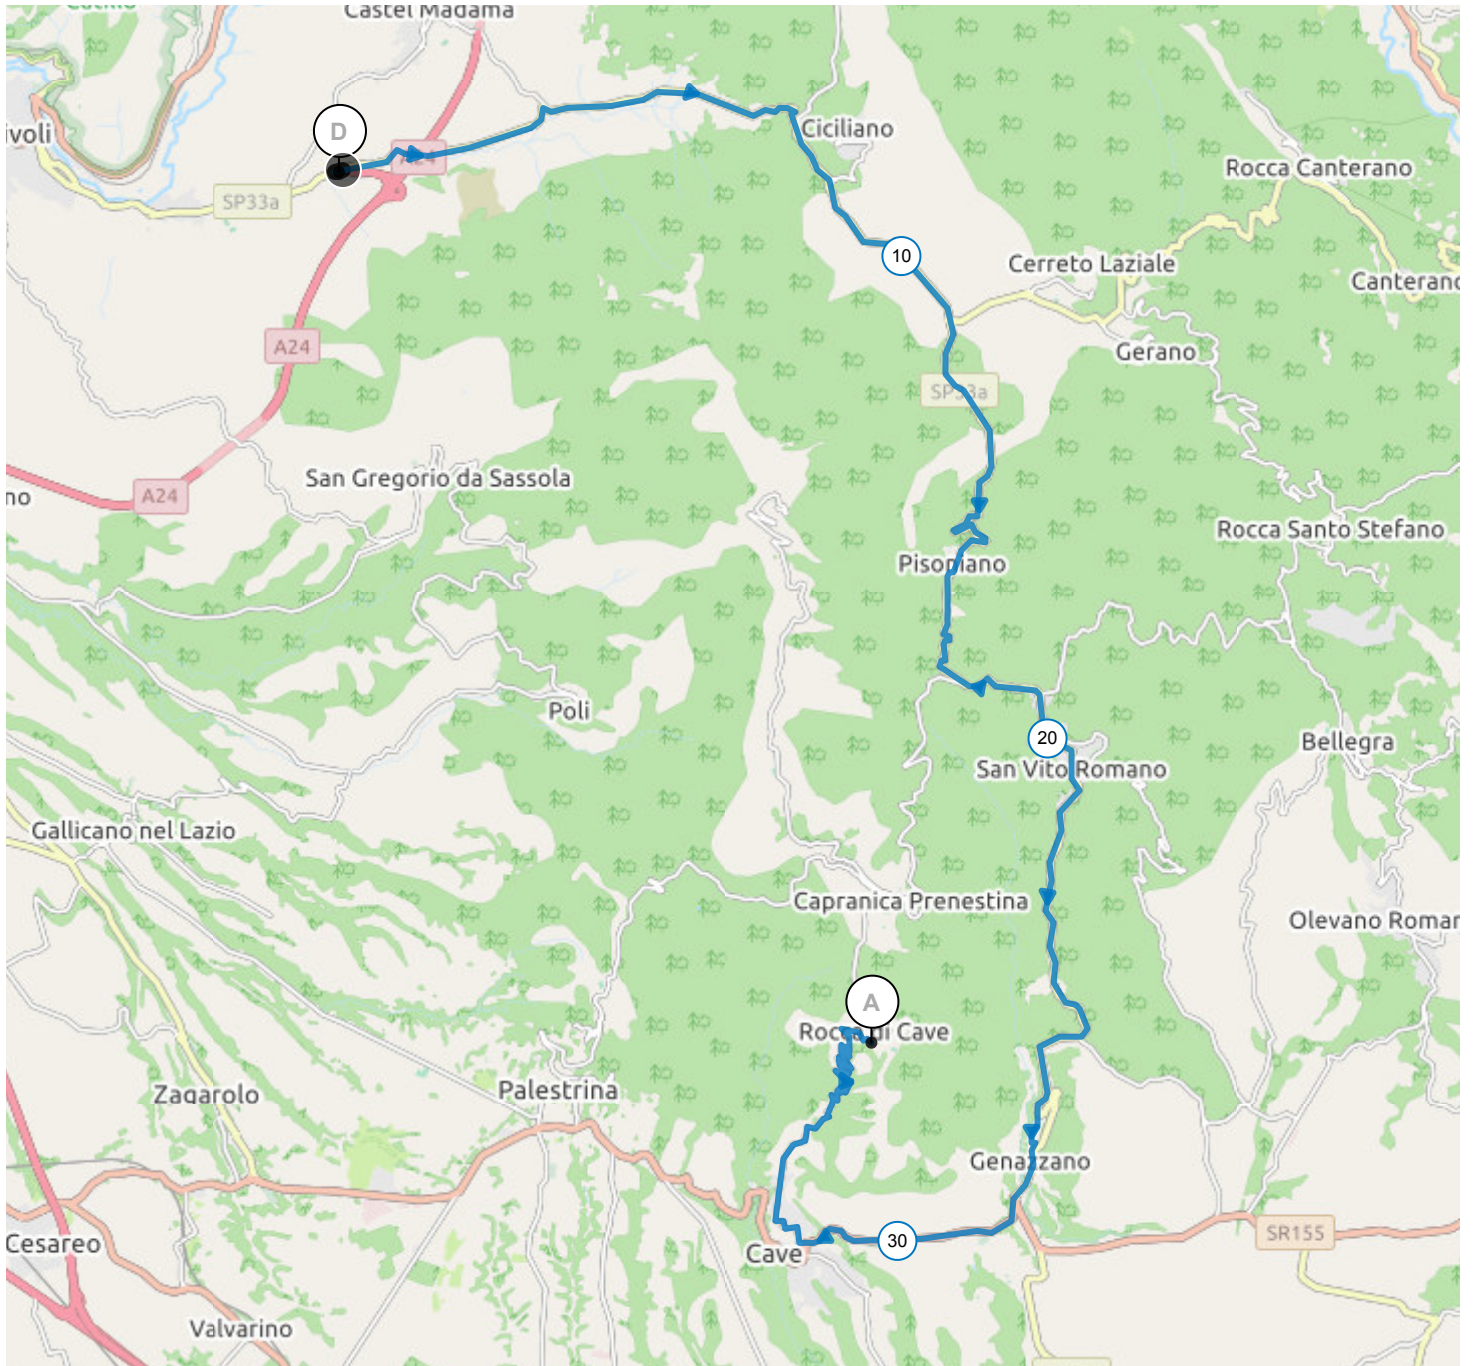 Castel Madama
D
ivoli
A24
Ciciliano
Rocca Canterano
SP33a
10
Cerreto Laziale
Canterano
A24
Gerano
SP33a
San Gregorio da Sassola
A24
no
Rocca Santo Stefano
Pisoniano
Poli
20
San Vito Romano
Bellegra
Gallicano nel Lazio
Capranica Prenestina
Olevano Romar
A
Rocca di Cave
Zagarolo
Palestrina
Genazzano
30
SR155
Cesareo
Cave
Valvarino